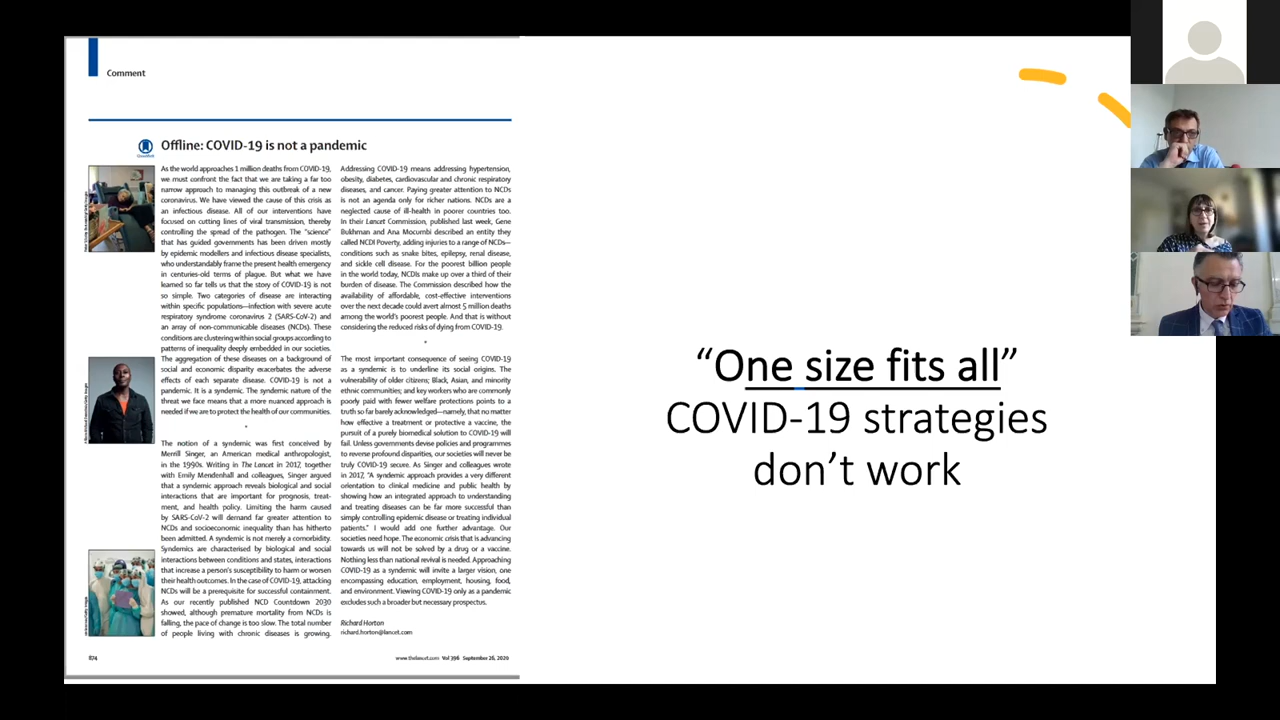 Comment
Offline: COVID-19 is not a pandemic
As the world approaches 1 million deaths from COVID-19,
we must confront the fact that we are taking a far too
narrow approach to managing this outbreak of a new
coronavirus. We have viewed the cause of this crisis as
an infectious disease. All of our interventions have
focused on cutting lines of viral transmission, thereby
controlling the spread of the pathogen. The “science”
that has guided governments has been driven mostly
by epidemic modellers and infectious disease specialists,
who understandably frame the present health emergency
in centuries-old terms of plague. But what we have
learned so far tells us that the story of COVID-19 is not
so simple. Two categories of disease are interacting
within specific populations—infection with severe acute
respiratory syndrome coronavirus 2 (SARS-CoV-2) and
an array of non-communicable diseases (NCDs). These
conditions are clustering within social groups according to
patterns of inequality deeply embedded in our societies.
The aggregation of these diseases on a background of
social and economic disparity exacerbates the adverse
effects of each separate disease. COVID-19 is not a
pandemic. It is a syndemic. The syndemic nature of the
threat we face means that a more nuanced approach is
needed if we are to protect the health of our communities.
*
The notion of a syndemic was first conceived by
Merrill Singer, an American medical anthropologist,
in the 1990s. Writing in The Lancet in 2017, together
with Emily Mendenhall and colleagues, Singer argued
that a syndemic approach reveals biological and social
interactions that are important for prognosis, treat-
ment, and health policy. Limiting the harm caused
by SARS-CoV-2 will demand far greater attention to
NCDs and socioeconomic inequality than has hitherto
been admitted. A syndemic is not merely a comorbidity.
Syndemics are characterised by biological and social
interactions between conditions and states, interactions
that increase a person’s susceptibility to harm or worsen
their health outcomes. In the case of COVID-19, attacking
NCDs will be a prerequisite for successful containment.
As our recently published NCD Countdown 2030
showed, although premature mortality from NCDs is
falling, the pace of change is too slow. The total number
of people living with chronic diseases is growing.
Addressing COVID-19 means addressing hypertension,
obesity, diabetes, cardiovascular and chronic respiratory
diseases, and cancer. Paying greater attention to NCDs
is not an agenda only for richer nations. NCDs are a
neglected cause of ill-health in poorer countries too.
In their Lancet Commission, published last week, Gene
Bukhman and Ana Mocumbi described an entity they
called NCDI Poverty, adding injuries to a range of NCDs—
conditions such as snake bites, epilepsy, renal disease,
and sickle cell disease. For the poorest billion people
in the world today, NCDIs make up over a third of their
burden of disease. The Commission described how the
availability of affordable, cost-effective interventions
over the next decade could avert almost 5 million deaths
among the world’s poorest people. And that is without
considering the reduced risks of dying from COVID-19.
*
The most important consequence of seeing COVID-19
as a syndemic is to underline its social origins. The
vulnerability of older citizens; Black, Asian, and minority
ethnic communities; and key workers who are commonly
poorly paid with fewer welfare protections points to a
truth so far barely acknowledged—namely, that no matter
how effective a treatment or protective a vaccine, the
pursuit of a purely biomedical solution to COVID-19 will
fail. Unless governments devise policies and programmes
to reverse profound disparities, our societies will never be
truly COVID-19 secure. As Singer and colleagues wrote
in 2017, “A syndemic approach provides a very different
orientation to clinical medicine and public health by
showing how an integrated approach to understanding
and treating diseases can be far more successful than
simply controlling epidemic disease or treating individual
patients.” I would add one further advantage. Our
societies need hope. The economic crisis that is advancing
towards us will not be solved by a drug or a vaccine.
Nothing less than national revival is needed. Approaching
COVID-19 as a syndemic will invite a larger vision, one
encompassing education, employment, housing, food,
and environment. Viewing COVID-19 only as a pandemic
excludes such a broader but necessary prospectus.
Richard Horton
richard.horton@lancet.com
874
www.thelancet.com Vol 396 September 26, 2020
“One size fits all”
COVID-19 strategies
don’t work